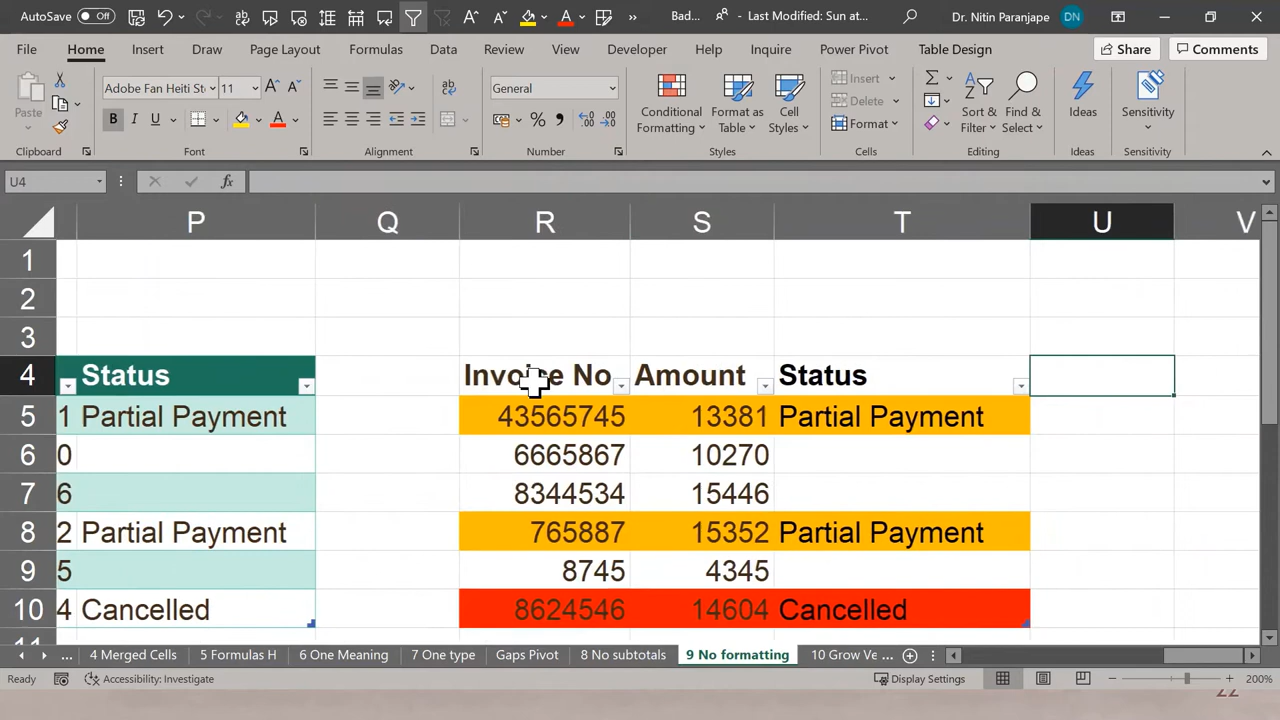 AutoSave Off Bad... Last Modified: Sun at... Dr. Nitin Paranjape DN
File Home Insert Draw Page Layout Formulas Data Review View Developer Help Inquire Power Pivot Table Design Share Comments
Adobe Fan Heiti St 11 General Insert
Paste B I U Conditional Formatting Format as Table Cell Styles Delete Format Sort & Filter Find & Select Ideas Sensitivity
Clipboard Font Alignment Number Styles Cells Editing Ideas Sensitivity
U4 fx
P Q R S T U V
1
2
3
4 Status Invoice No Amount Status
5 1 Partial Payment 43565745 13381 Partial Payment
6 0 6665867 10270
7 6 8344534 15446
8 2 Partial Payment 765887 15352 Partial Payment
9 5 8745 4345
10 4 Cancelled 8624546 14604 Cancelled
... 4 Merged Cells 5 Formulas H 6 One Meaning 7 One type Gaps Pivot 8 No subtotals 9 No formatting 10 Grow Ve ...
Ready Accessibility: Investigate Display Settings 200%